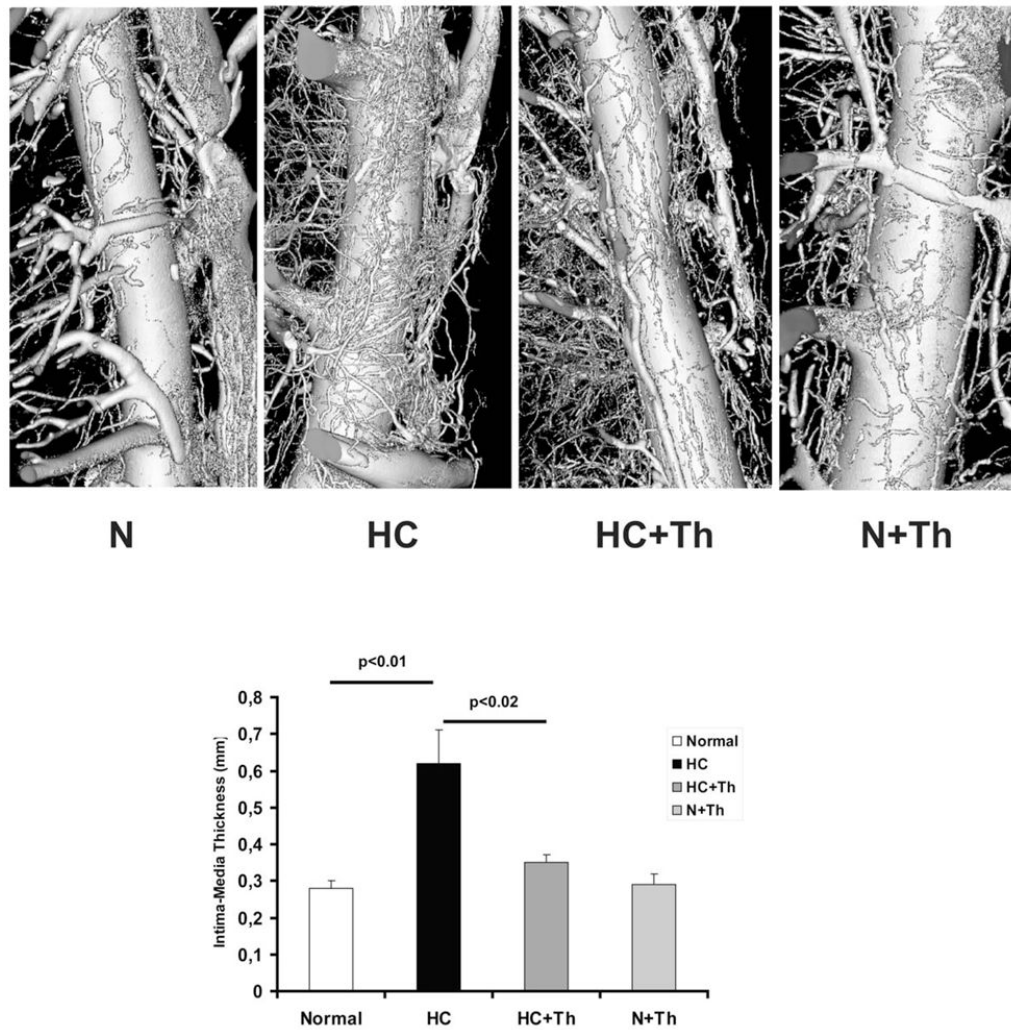 N HC HC+Th N+Th
p<0.01
p<0.02
0,8
0,7
0,6
0,5
0,4
0,3
0,2
0,1
0
Intima-Media Thickness (mm)
Normal
HC
HC+Th
N+Th
Normal HC HC+Th N+Th